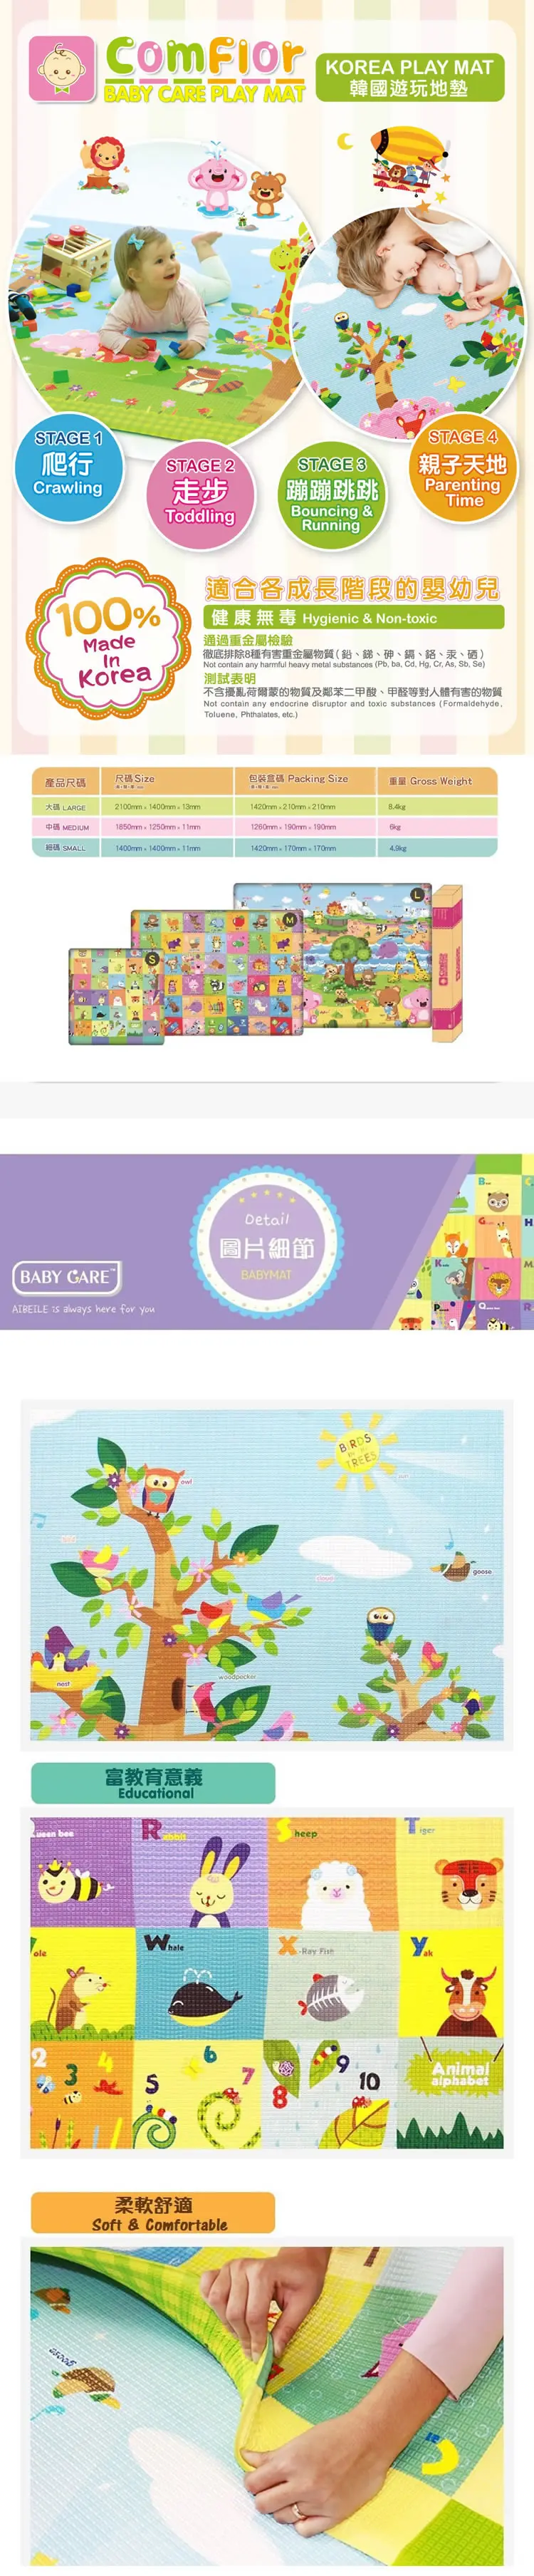 ComFlor
BABY CARE PLAY MAT
KOREA PLAY MAT
韓國遊玩地墊
STAGE 1
爬行
Crawling
STAGE 2
走步
Toddling
STAGE 3
蹦蹦跳跳
Bouncing &
Running
STAGE 4
親子天地
Parenting
Time
100%
Made
In
Korea
適合各成長階段的嬰幼兒
健康無毒 Hygienic & Non-toxic
通過重金屬檢驗
徹底排除8種有害重金屬物質(鉛、鋇、砷、鎘、鉻、汞、硒)
Not contain any harmful heavy metal substances (Pb, ba, Cd, Hg, Cr, As, Sb, Se)
測試表明
不含擾亂荷爾蒙的物質及鄰苯二甲酸、甲醛等對人體有害的物質
Not contain any endocrine disruptor and toxic substances (Formaldehyde,
Toluene, Phthalates, etc.)
產品尺碼 尺碼 Size 包裝盒碼 Packing Size 重量 Gross Weight
大碼 LARGE 2100mm x 1400mm x 13mm 1420mm x 210mm x 210mm 8.4kg
中碼 MEDIUM 1850mm x 1250mm x 11mm 1260mm x 190mm x 190mm 6kg
細碼 SMALL 1400mm x 1400mm x 11mm 1420mm x 170mm x 170mm 4.9kg
L
M
S
Detail
圖片細節
BABYMAT
BABY CARE™
AIBEILE is always here for you
B
C
G
H
K
M
P
Q
R
BIRDS
TREES
owl
goose
woodpecker
nest
Queen bee
Rabbit
Sheep
Tiger
ole
Whale
X-Ray Fish
Yak
2 3 4
5 6 7
8 9 10
Animal
alphabet
富教育意義
Educational
柔軟舒適
Soft & Comfortable
goose